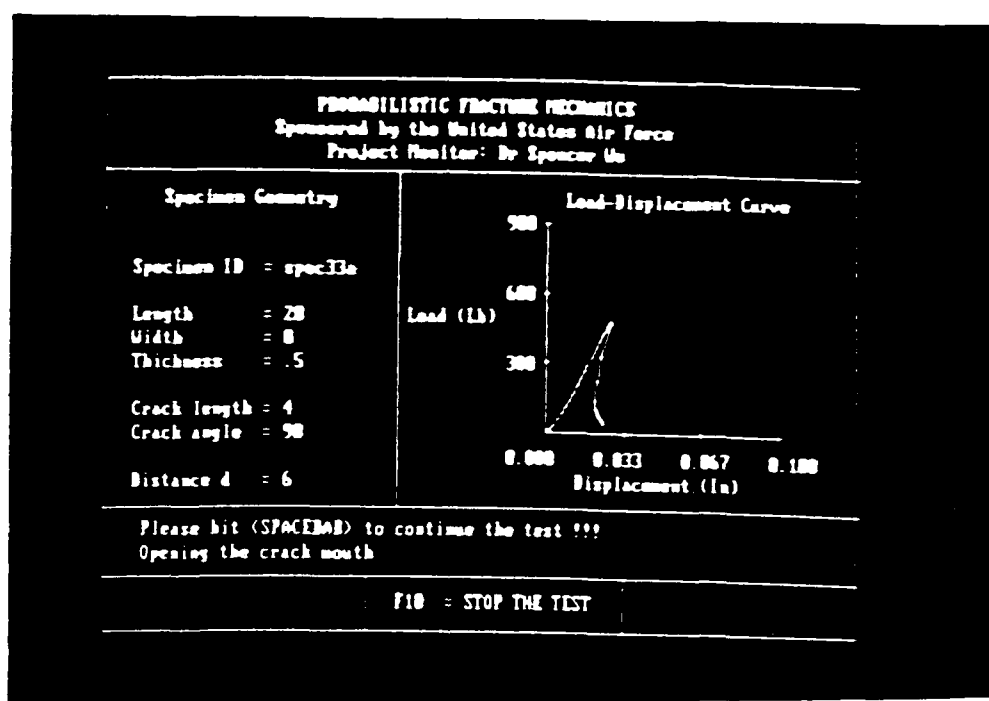 PROBABILISTIC FRACTURE MECHANICS
Sponsored by the United States Air Force
Project Monitor: Dr Spencer Wu
Specimen Geometry
Specimen ID = spec33a
Length = 20
Width = 8
Thickness = .5
Crack length = 4
Crack angle = 90
Distance d = 6
Load-Displacement Curve
900
600
Load (Lb)
300
0.000 0.033 0.067 0.100
Displacement (In)
Please hit (SPACEBAR) to continue the test !!!
Opening the crack mouth
F10 = STOP THE TEST